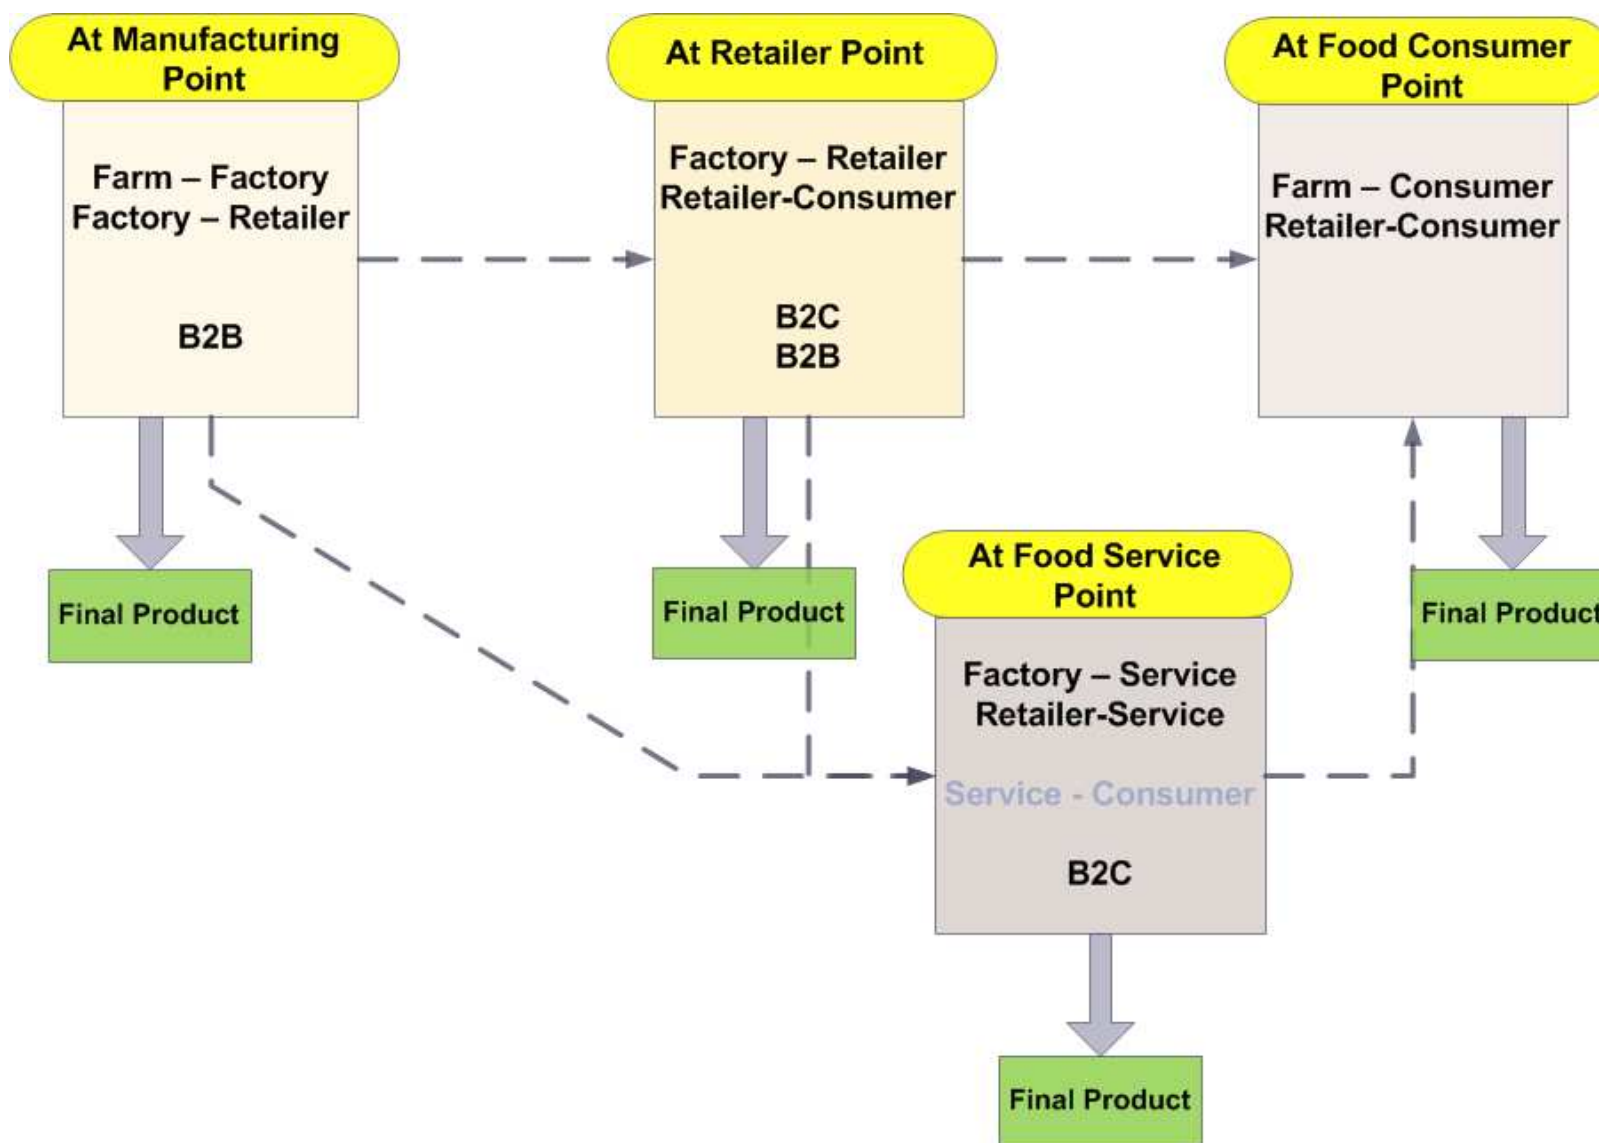 At Manufacturing
Point
Farm – Factory
Factory – Retailer
B2B
Final Product
At Retailer Point
Factory – Retailer
Retailer-Consumer
B2C
B2B
Final Product
At Food Consumer
Point
Farm – Consumer
Retailer-Consumer
Final Product
At Food Service
Point
Factory – Service
Retailer-Service
Service - Consumer
B2C
Final Product